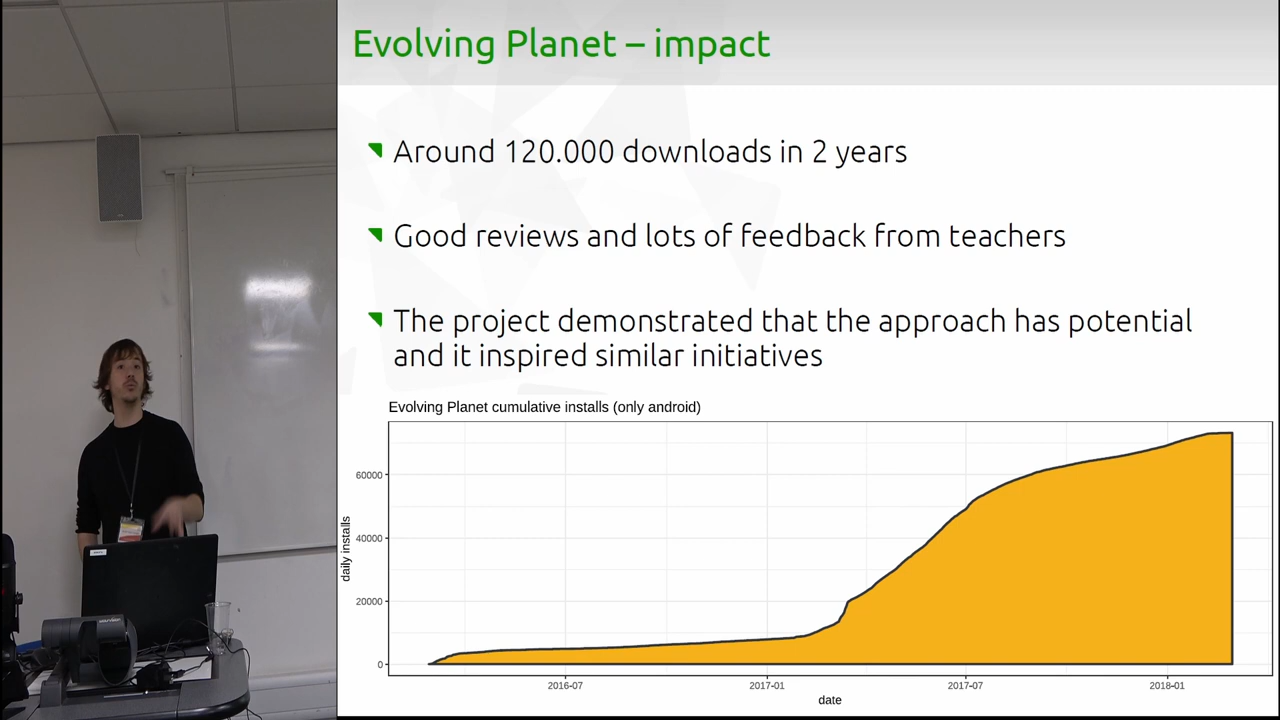 Evolving Planet – impact
Around 120.000 downloads in 2 years
Good reviews and lots of feedback from teachers
The project demonstrated that the approach has potential
and it inspired similar initiatives
Evolving Planet cumulative installs (only android)
daily installs
60000
40000
20000
0
2016-07
2017-01
2017-07
2018-01
date